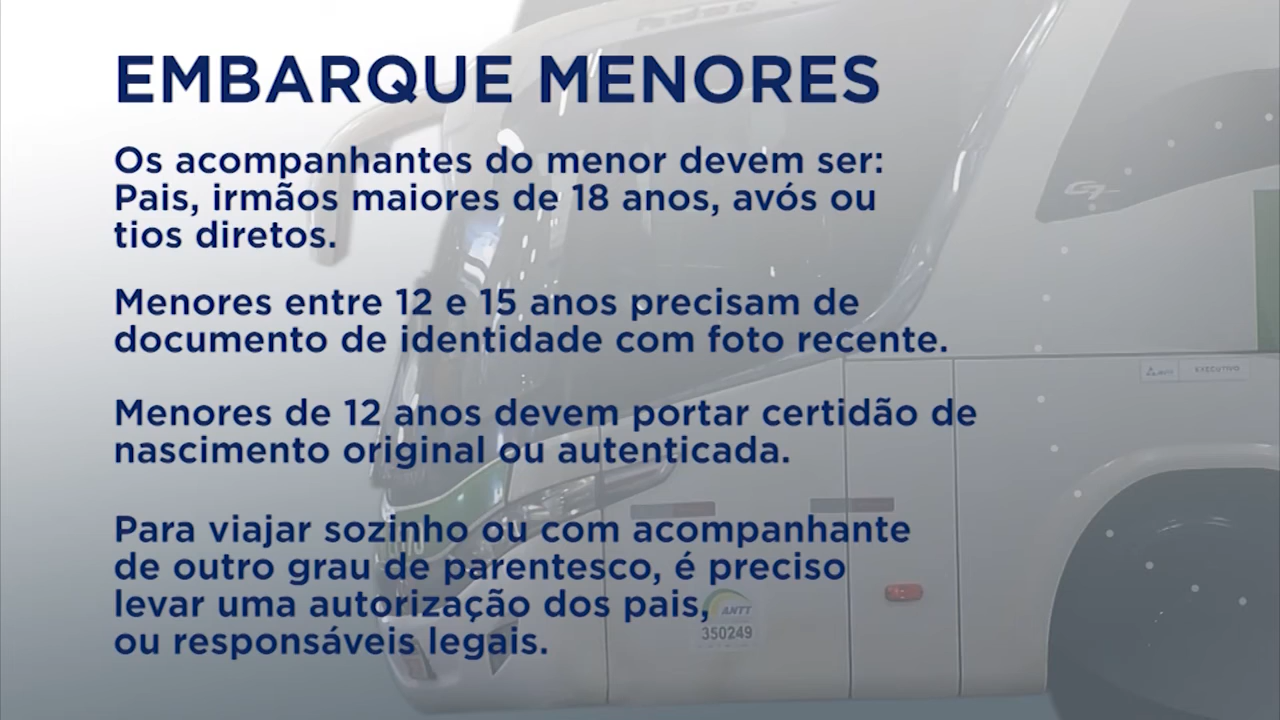 EMBARQUE MENORES
Os acompanhantes do menor devem ser:
Pais, irmãos maiores de 18 anos, avós ou
tios diretos.
Menores entre 12 e 15 anos precisam de
documento de identidade com foto recente.
Menores de 12 anos devem portar certidão de
nascimento original ou autenticada.
Para viajar sozinho ou com acompanhante
de outro grau de parentesco, é preciso
levar uma autorização dos pais,
ou responsáveis legais.
G7
ANTT EXECUTIVO
ANTT
350249